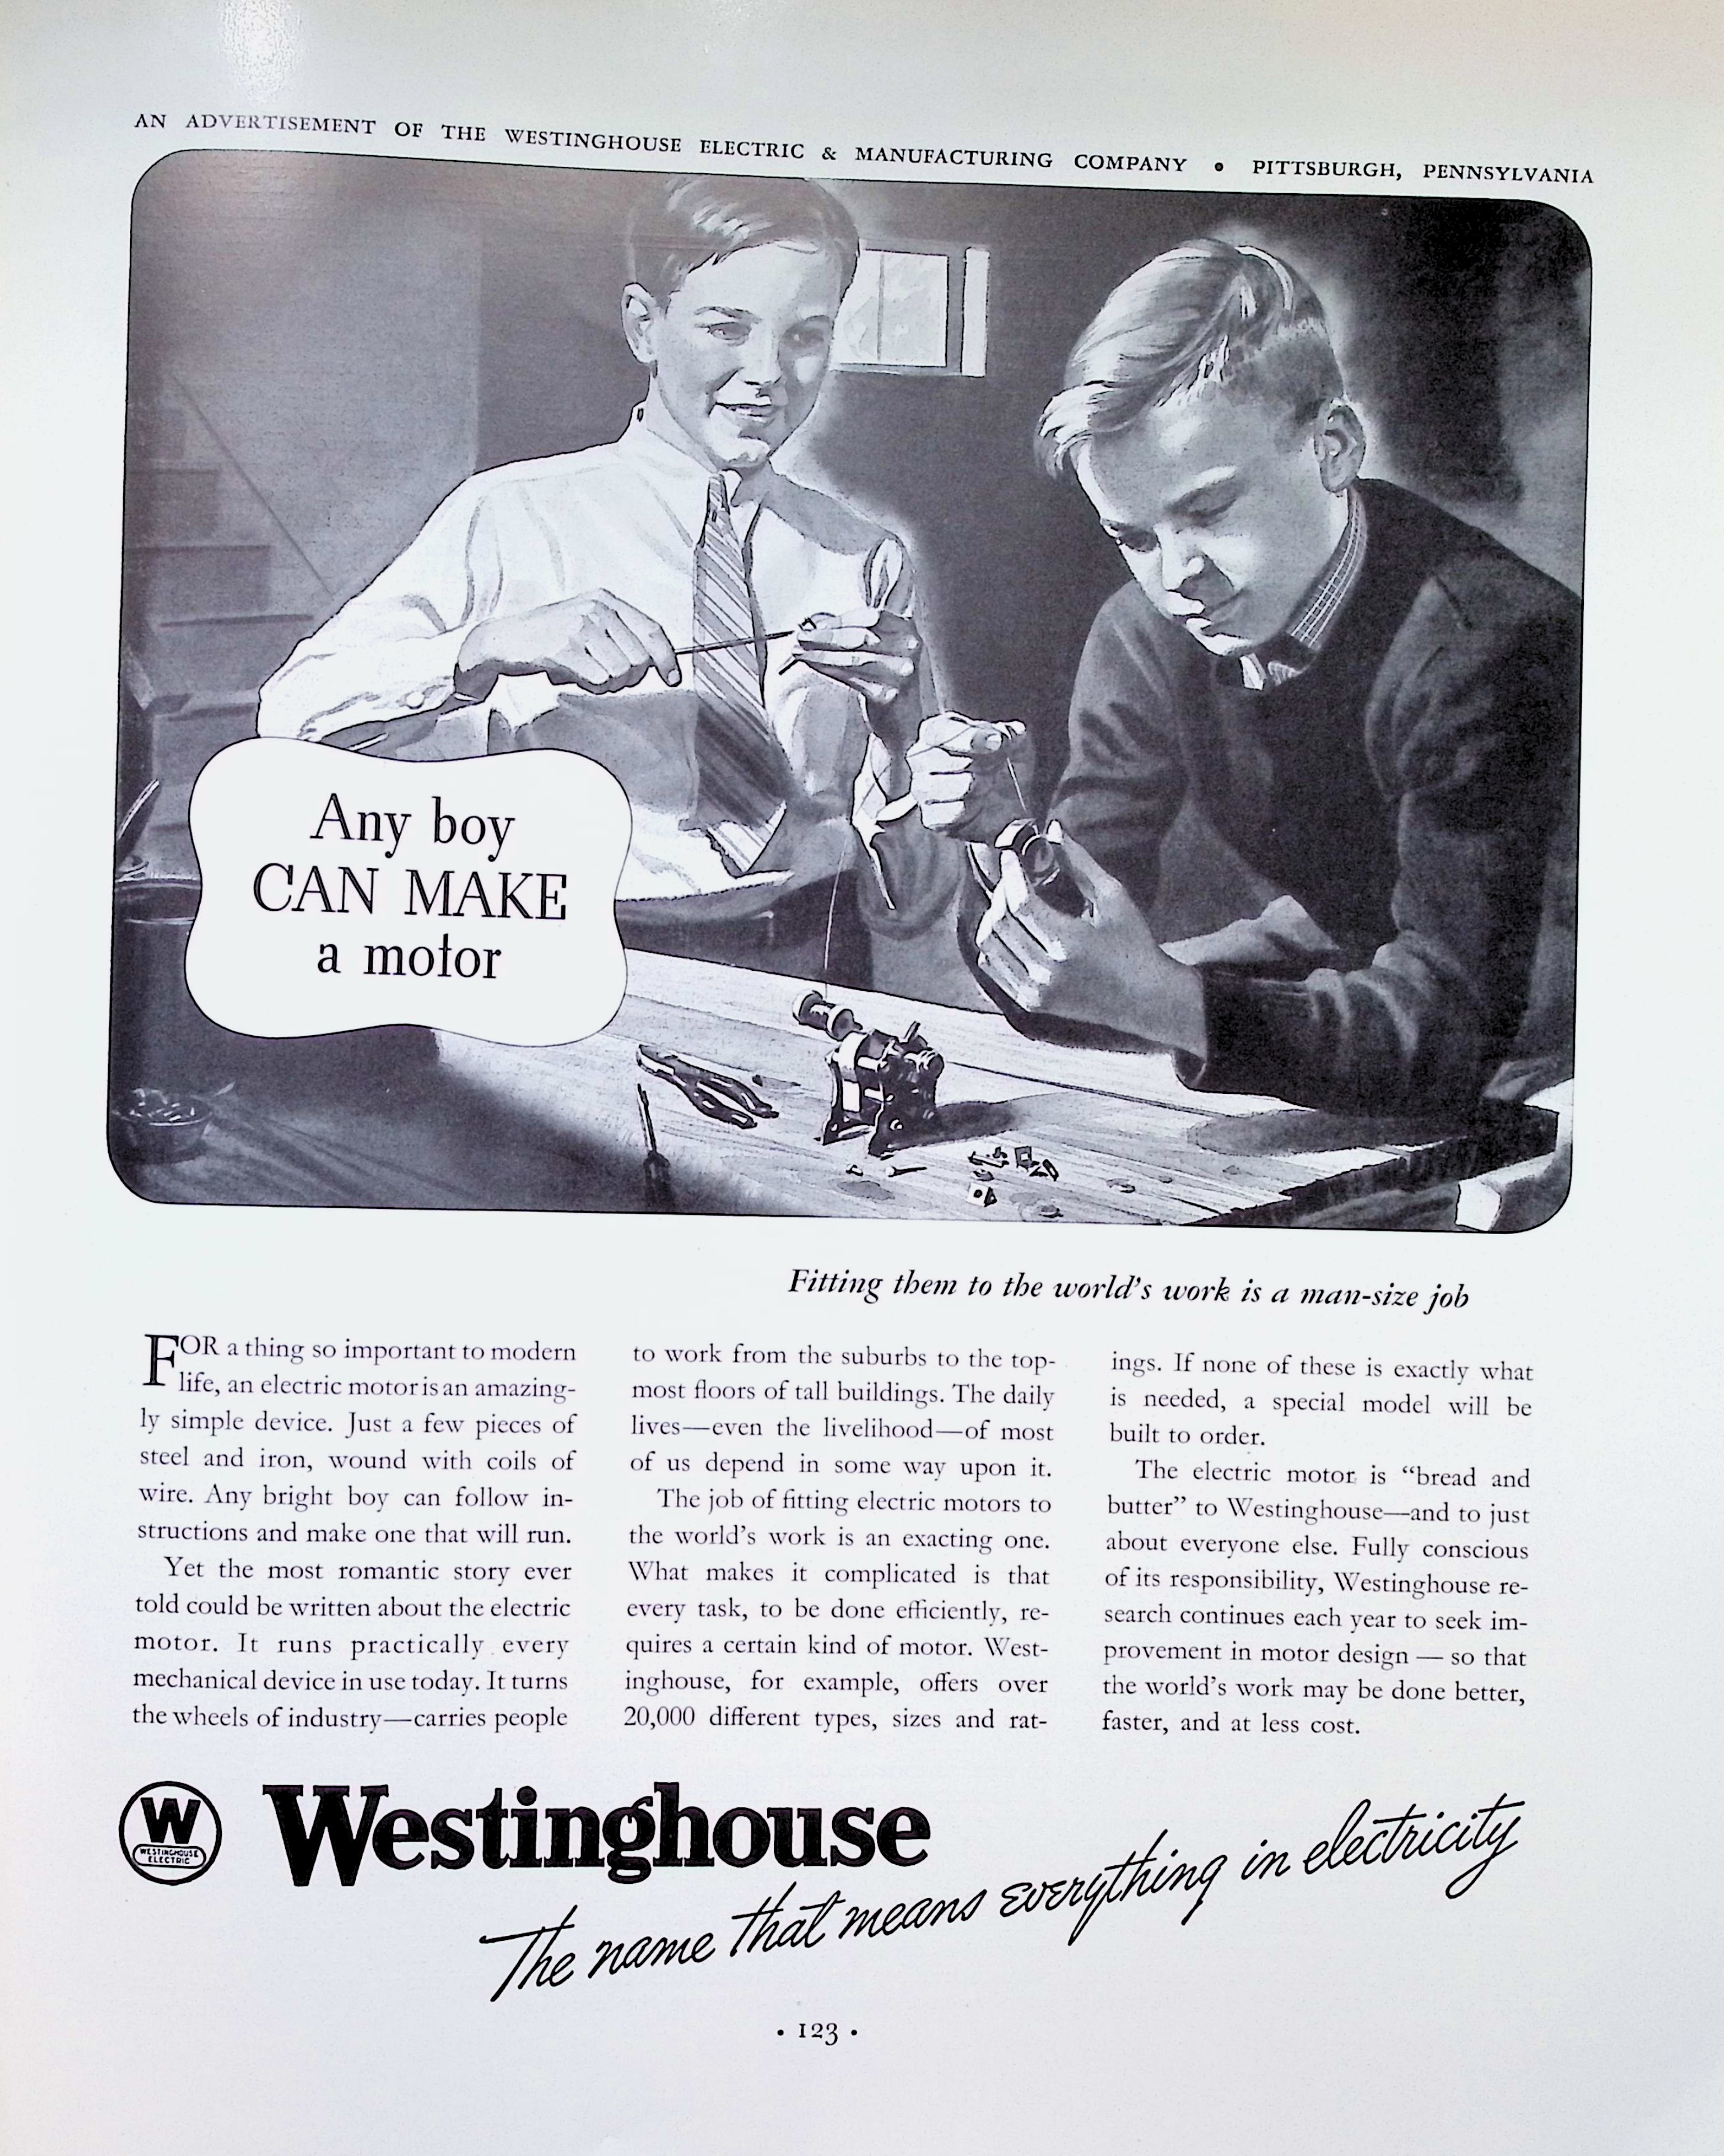 AN ADVERTISEMENT OF THE WESTINGHOUSE ELECTRIC & MANUFACTURING COMPANY • PITTSBURGH, PENNSYLVANIA
Any boy
CAN MAKE
a motor
Fitting them to the world's work is a man-size job
FOR a thing so important to modern
life, an electric motor is an amazing-
ly simple device. Just a few pieces of
steel and iron, wound with coils of
wire. Any bright boy can follow in-
structions and make one that will run.
Yet the most romantic story ever
told could be written about the electric
motor. It runs practically every
mechanical device in use today. It turns
the wheels of industry—carries people
to work from the suburbs to the top-
most floors of tall buildings. The daily
lives—even the livelihood—of most
of us depend in some way upon it.
The job of fitting electric motors to
the world's work is an exacting one.
What makes it complicated is that
every task, to be done efficiently, re-
quires a certain kind of motor. West-
inghouse, for example, offers over
20,000 different types, sizes and rat-
ings. If none of these is exactly what
is needed, a special model will be
built to order.
The electric motor is “bread and
butter” to Westinghouse—and to just
about everyone else. Fully conscious
of its responsibility, Westinghouse re-
search continues each year to seek im-
provement in motor design — so that
the world's work may be done better,
faster, and at less cost.
W
WESTINGHOUSE
ELECTRIC
Westinghouse
The name that means everything in electricity
• 123 •